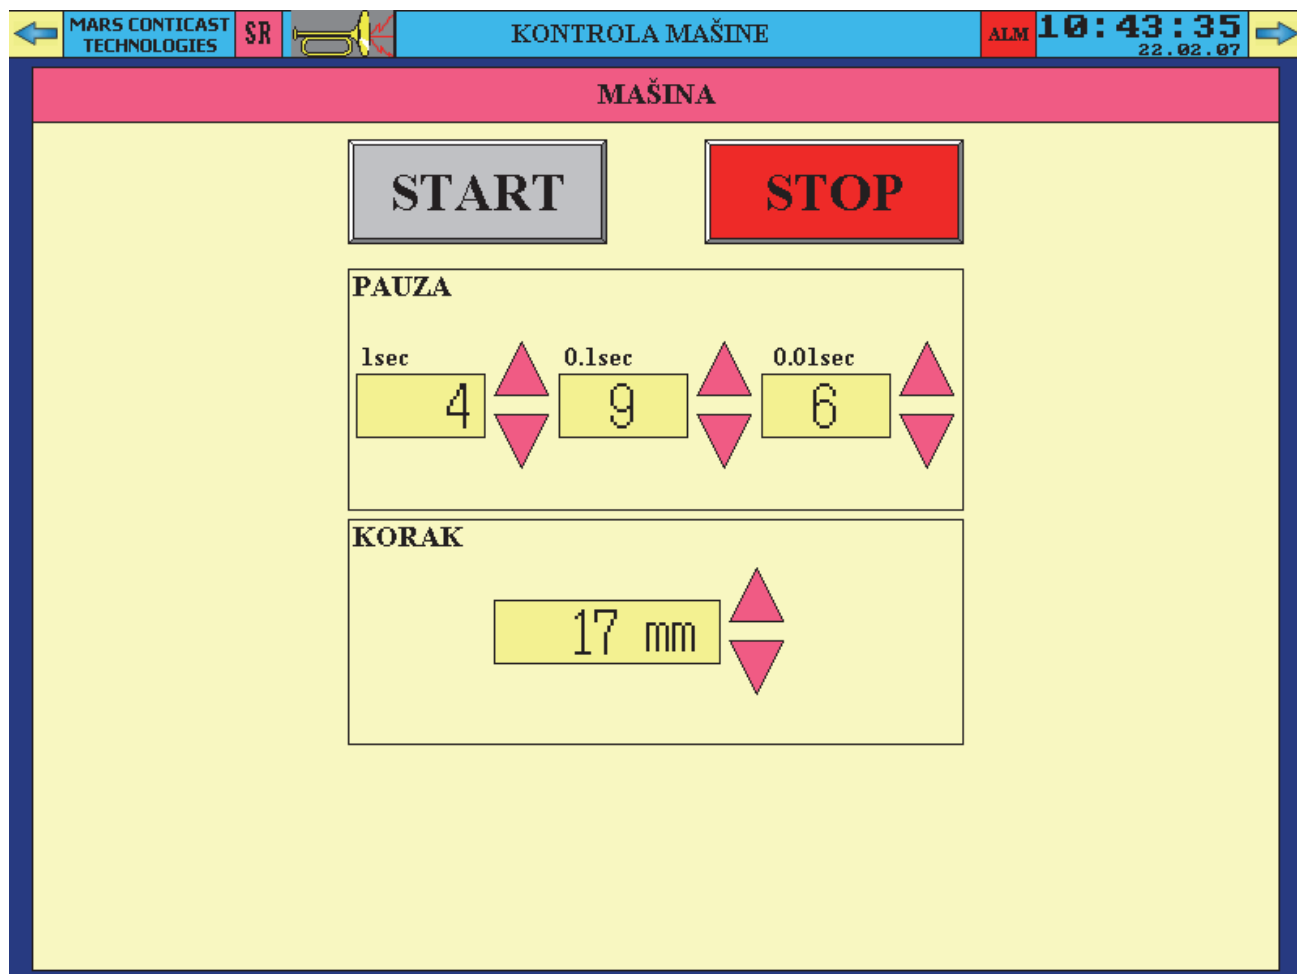 MARS CONTICAST
TECHNOLOGIES
SR
KONTROLA MAŠINE
ALM
10:43:35
22.02.07
MAŠINA
START
STOP
PAUZA
1sec
0.1sec
0.01sec
4
9
6
KORAK
17 mm